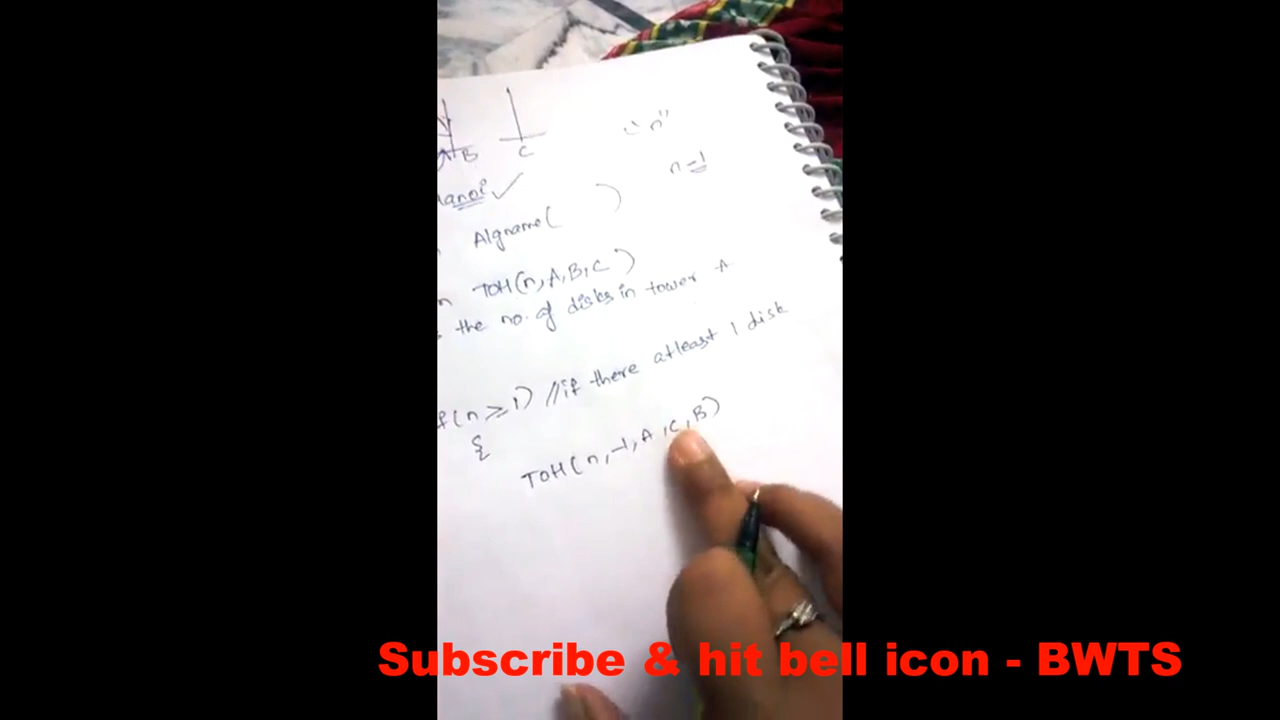 B C "n"
n-1
anoi ✓
Algname( )
TOH(n,A,B,C)
the no. of disks in tower A
f(n ≥ 1) //if there atleast 1 disk
{
TOH(n,-1,A,C,B)
Subscribe & hit bell icon - BWTS